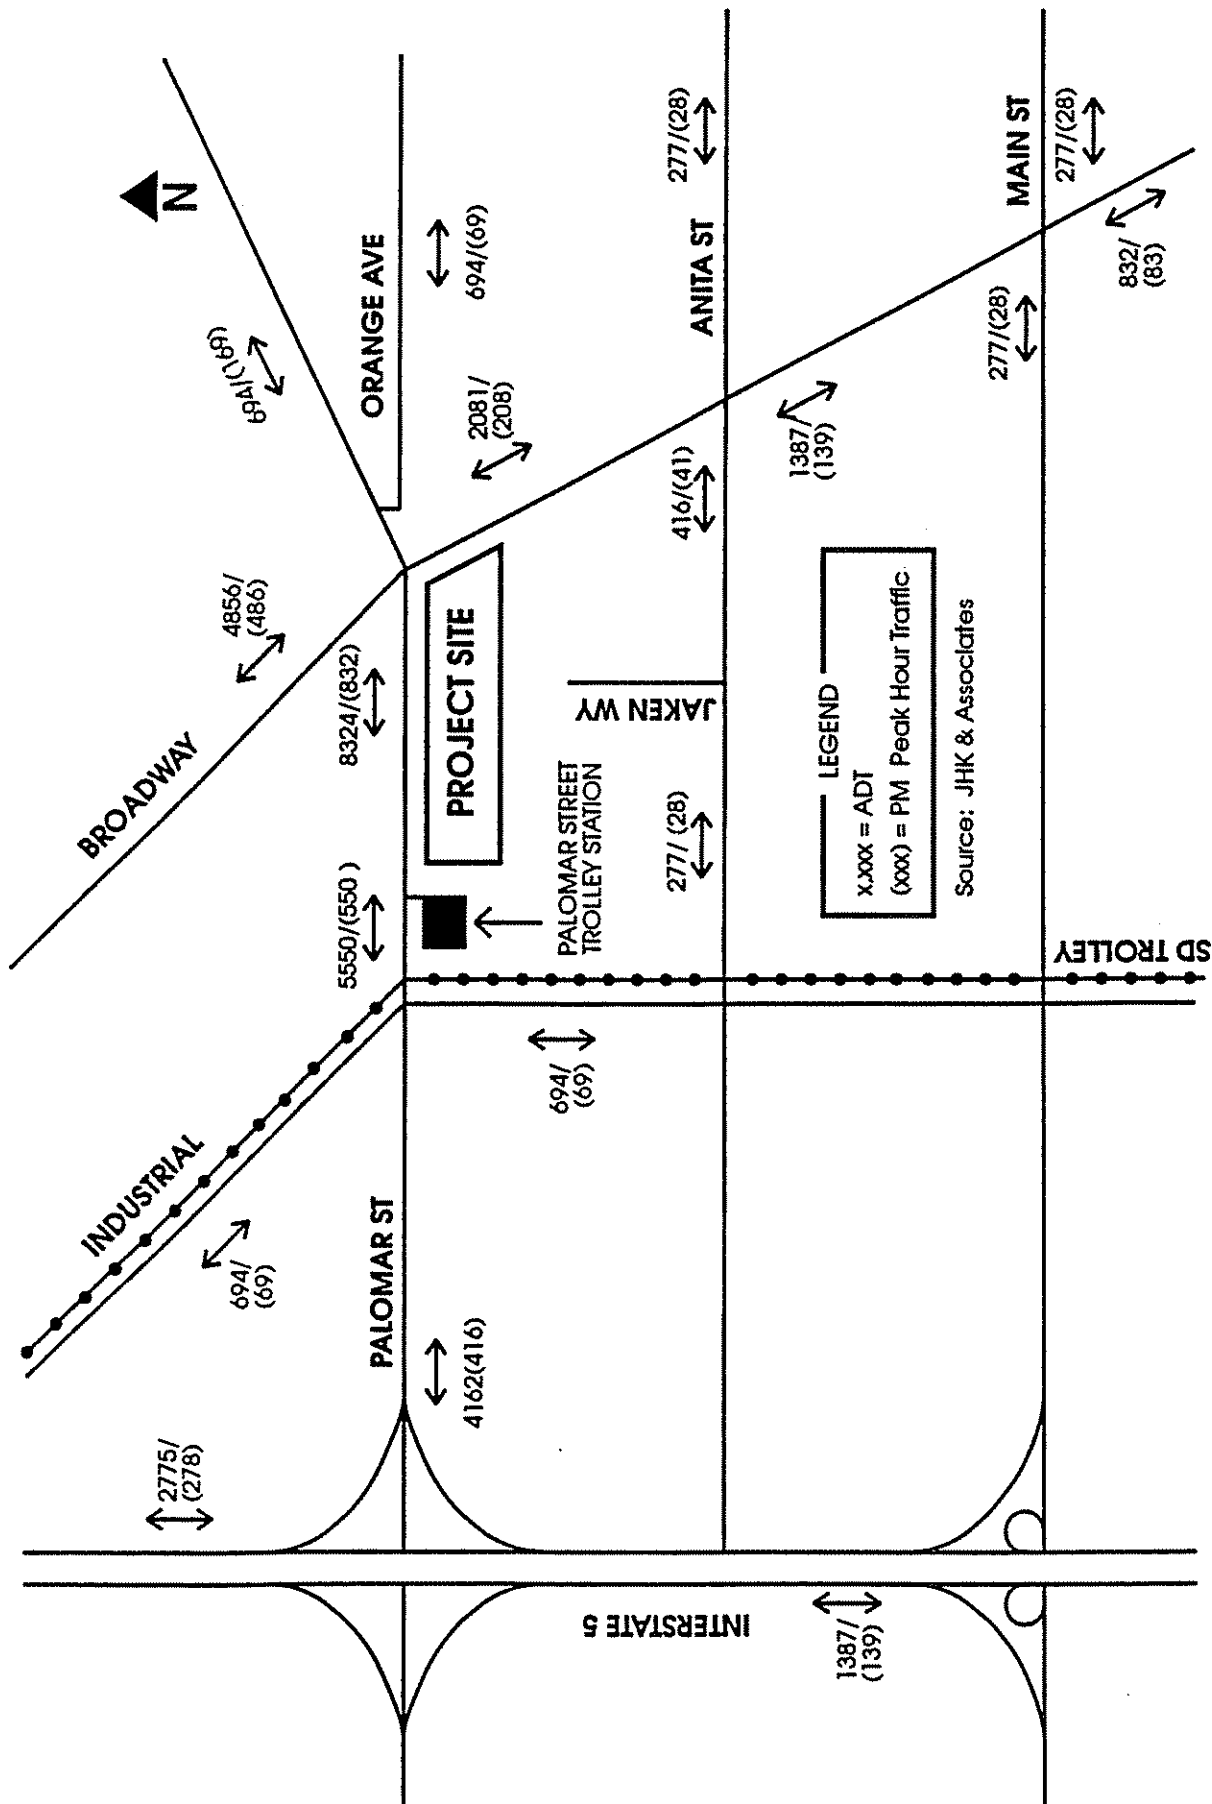 N
BROADWAY
INDUSTRIAL
ORANGE AVE
PALOMAR ST
ANITA ST
MAIN ST
JAKEN WY
INTERSTATE 5
SD TROLLEY
PROJECT SITE
PALOMAR STREET
TROLLEY STATION
2775/
(278)
694/
(69)
4162(416)
694/
(69)
5550/(550 )
8324/(832)
4856/
(486)
694/(169)
694/(69)
2081/
(208)
277/ (28)
416/(41)
277/(28)
1387/
(139)
1387/
(139)
277/(28)
277/(28)
832/
(83)
LEGEND
x,xxx = ADT
(xxx) = PM Peak Hour Traffic
Source: JHK & Associates